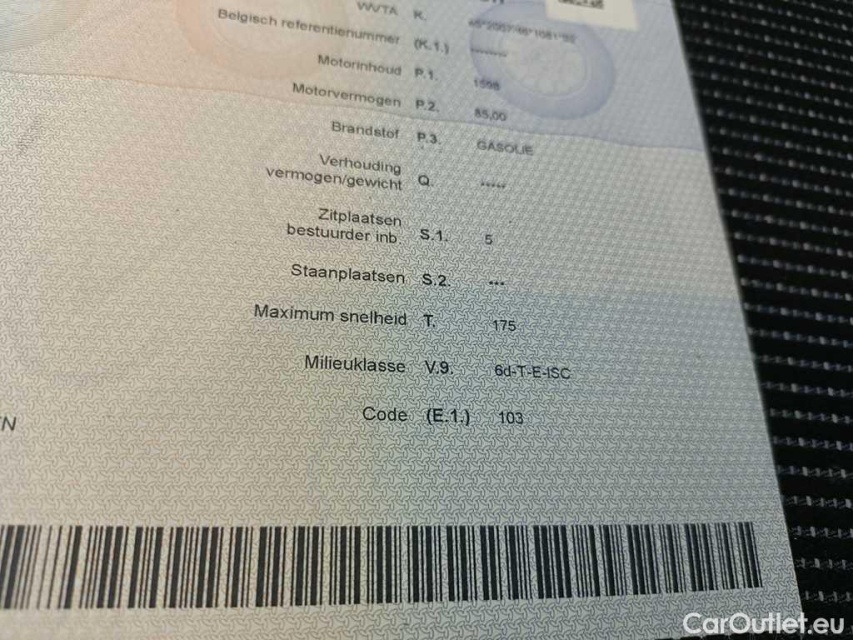 WVTA K.
Belgisch referentienummer (K.1.) --------
Motorinhoud P.1. 1598
Motorvermogen P.2. 85,00
Brandstof P.3. GASOLIE
Verhouding
vermogen/gewicht Q. -----
Zitplaatsen
bestuurder inb. S.1. 5
Staanplaatsen S.2. ---
Maximum snelheid T. 175
Milieuklasse V.9. 6d-T-E-ISC
Code (E.1.) 103
EN
CarOutlet.eu